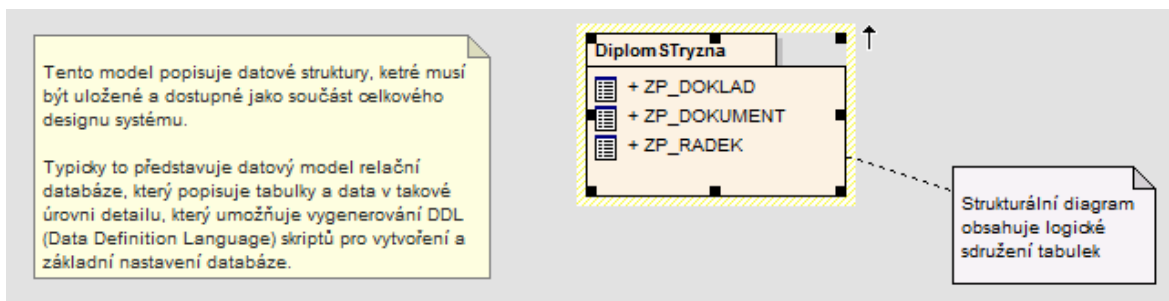 Tento model popisuje datové struktury, ketré musí
být uložené a dostupné jako součást celkového
designu systému.
Typicky to představuje datový model relační
databáze, který popisuje tabulky a data v takové
úrovni detailu, který umožňuje vygenerování DDL
(Data Definition Language) skriptů pro vytvoření a
základní nastavení databáze.
Diplom STryzna
+ ZP_DOKLAD
+ ZP_DOKUMENT
+ ZP_RADEK
Strukturální diagram
obsahuje logické
sdružení tabulek